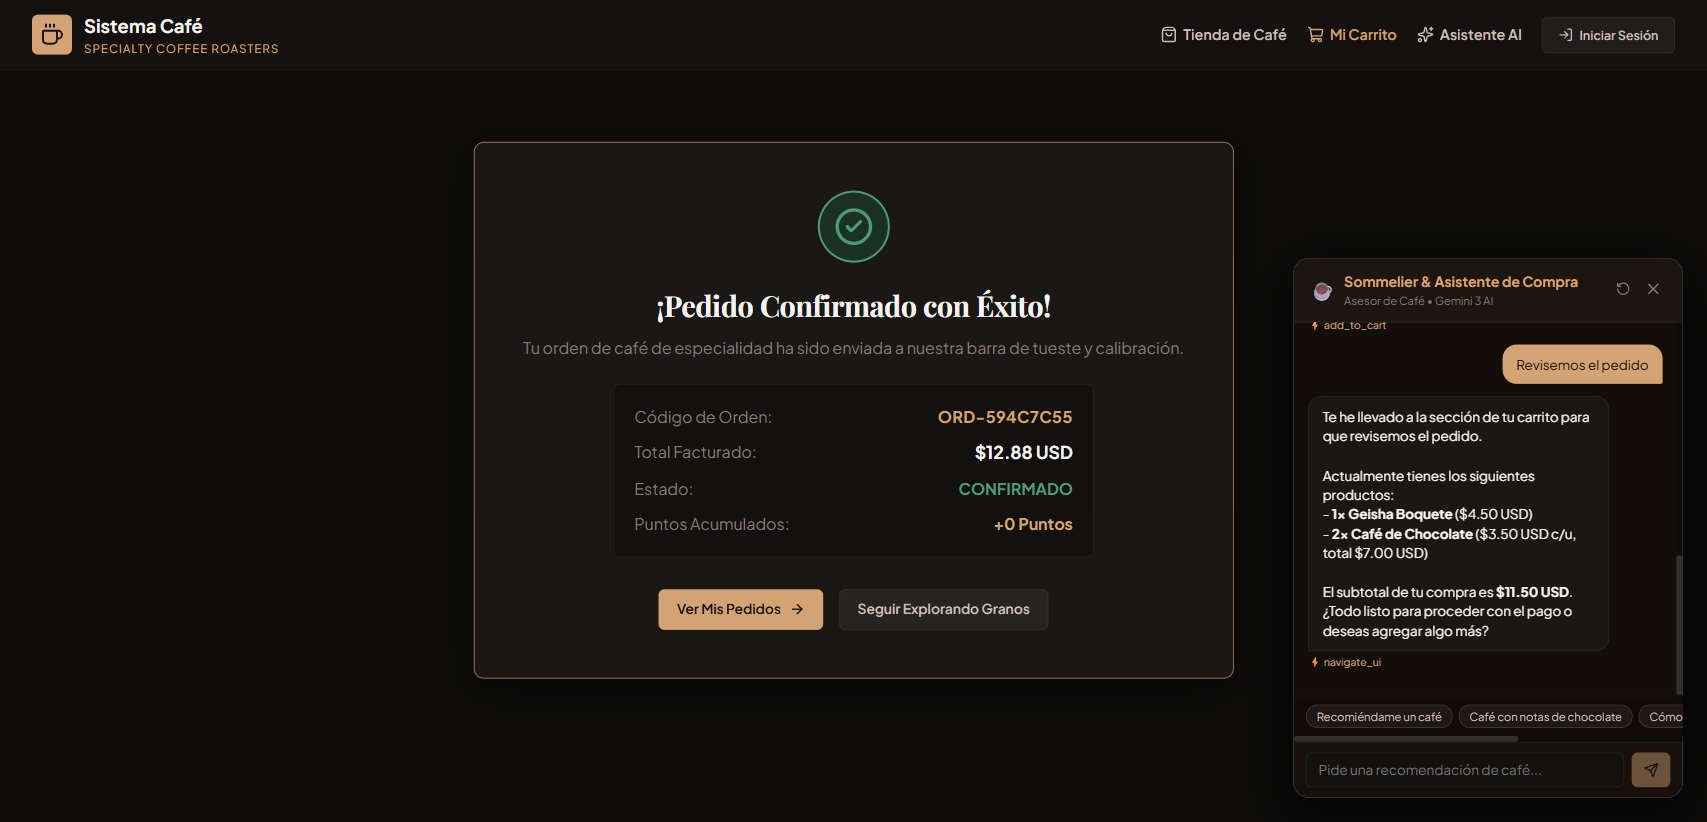 Sistema Café
SPECIALTY COFFEE ROASTERS
Tienda de Café
Mi Carrito
Asistente AI
Iniciar Sesión
¡Pedido Confirmado con Éxito!
Tu orden de café de especialidad ha sido enviada a nuestra barra de tueste y calibración.
Código de Orden: ORD-594C7C55
Total Facturado: $12.88 USD
Estado: CONFIRMADO
Puntos Acumulados: +0 Puntos
Ver Mis Pedidos
Seguir Explorando Granos
Sommelier & Asistente de Compra
Asesor de Café • Gemini 3 AI
add_to_cart
Revisemos el pedido
Te he llevado a la sección de tu carrito para
que revisemos el pedido.
Actualmente tienes los siguientes
productos:
- 1x Geisha Boquete ($4.50 USD)
- 2x Café de Chocolate ($3.50 USD c/u,
total $7.00 USD)
El subtotal de tu compra es $11.50 USD.
¿Todo listo para proceder con el pago o
deseas agregar algo más?
navigate_ui
Recomiéndame un café
Café con notas de chocolate
Cómo
Pide una recomendación de café...